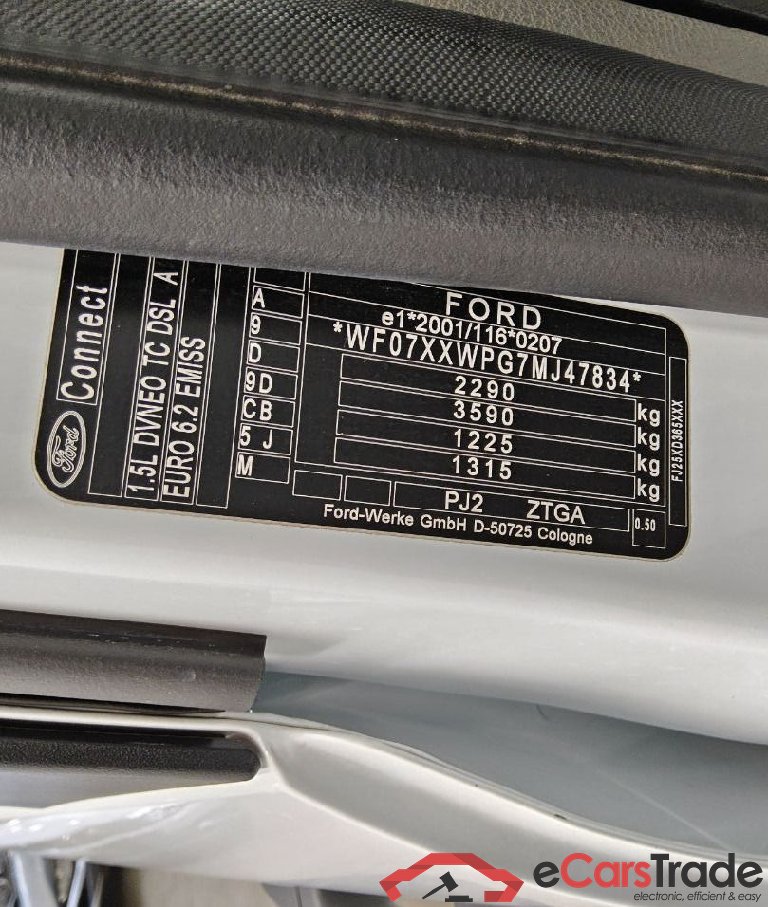 FORD
e1*2001/116*0207
*WF07XXWPG7MJ47834*
2290 kg
3590 kg
1225 kg
1315 kg
PJ2 ZTGA
0.50
Ford-Werke GmbH D-50725 Cologne
A
9
D
9D
CB
5 J
M
Ford
Connect
1.5L DVNEO TC DSL A
EURO 6.2 EMISS
FJ25XD365XXX
eCarsTrade
electronic, efficient & easy